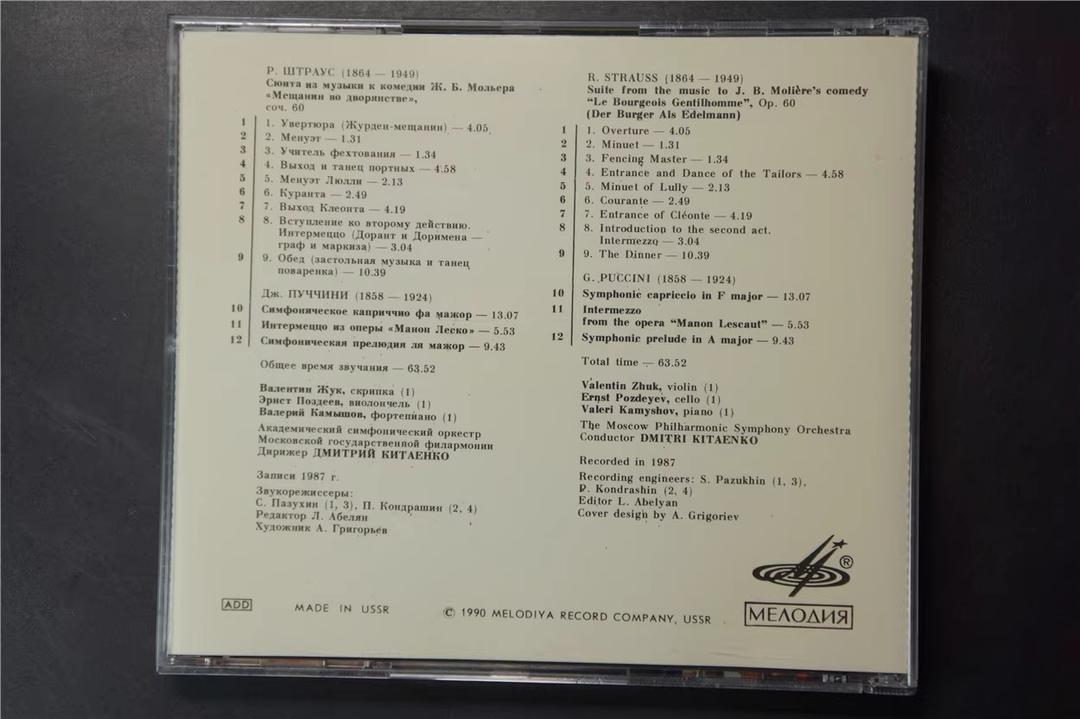 Р. ШТРАУС (1864 — 1949)
Сюита из музыки к комедии Ж. Б. Мольера
«Мещанин во дворянстве»,
соч. 60
1 1. Увертюра (Журден-мещанин) — 4.05
2 2. Менуэт — 1.31
3 3. Учитель фехтования — 1.34
4 4. Выход и танец портных — 4.58
5 5. Менуэт Люлли — 2.13
6 6. Куранта — 2.49
7 7. Выход Клеонта — 4.19
8 8. Вступление ко второму действию.
Интермеццо (Дорант и Доримена —
граф и маркиза) — 3.04
9 9. Обед (застольная музыка и танец
поваренка) — 10.39
Дж. ПУЧЧИНИ (1858 — 1924)
10 Симфоническое каприччио фа мажор — 13.07
11 Интермеццо из оперы «Манон Леско» — 5.53
12 Симфоническая прелюдия ля мажор — 9.43
Общее время звучания — 63.52
Валентин Жук, скрипка (1)
Эрнст Поздеев, виолончель (1)
Валерий Камышов, фортепиано (1)
Академический симфонический оркестр
Московской государственной филармонии
Дирижер ДМИТРИЙ КИТАЕНКО
Записи 1987 г.
Звукорежиссеры:
С. Пазухин (1, 3), П. Кондрашин (2, 4)
Редактор Л. Абелян
Художник А. Григорьев
R. STRAUSS (1864 — 1949)
Suite from the music to J. B. Molière's comedy
"Le Bourgeois Gentilhomme", Op. 60
(Der Burger Als Edelmann)
1 1. Overture — 4.05
2 2. Minuet — 1.31
3 3. Fencing Master — 1.34
4 4. Entrance and Dance of the Tailors — 4.58
5 5. Minuet of Lully — 2.13
6 6. Courante — 2.49
7 7. Entrance of Cléonte — 4.19
8 8. Introduction to the second act.
Intermezzo — 3.04
9 9. The Dinner — 10.39
G. PUCCINI (1858 — 1924)
10 Symphonic capriccio in F major — 13.07
11 Intermezzo
from the opera "Manon Lescaut" — 5.53
12 Symphonic prelude in A major — 9.43
Total time — 63.52
Valentin Zhuk, violin (1)
Ernst Pozdeyev, cello (1)
Valeri Kamyshov, piano (1)
The Moscow Philharmonic Symphony Orchestra
Conductor DMITRI KITAENKO
Recorded in 1987
Recording engineers: S. Pazukhin (1, 3),
P. Kondrashin (2, 4)
Editor L. Abelyan
Cover design by A. Grigoriev
ADD
MADE IN USSR
© 1990 MELODIYA RECORD COMPANY, USSR
®
МЕЛОДИЯ